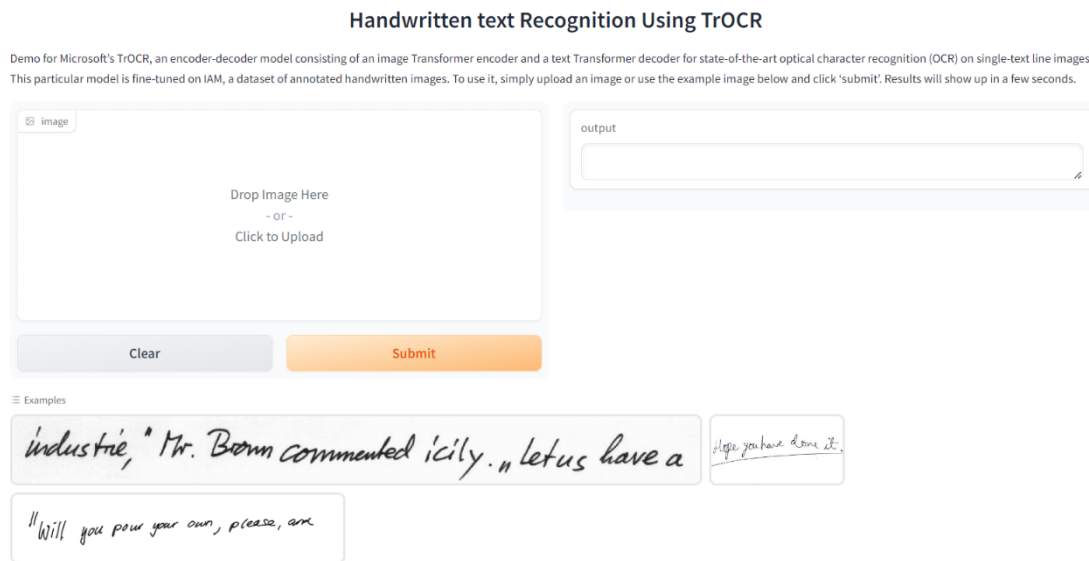 Handwritten text Recognition Using TrOCR
Demo for Microsoft's TrOCR, an encoder-decoder model consisting of an image Transformer encoder and a text Transformer decoder for state-of-the-art optical character recognition (OCR) on single-text line images
This particular model is fine-tuned on IAM, a dataset of annotated handwritten images. To use it, simply upload an image or use the example image below and click 'submit'. Results will show up in a few seconds.
image
output
Drop Image Here
- or -
Click to Upload
Clear
Submit
Examples
industrie," Mr. Brown commented icily. „Let us have a
Hope you have done it.
"Will you pour your own, please, and